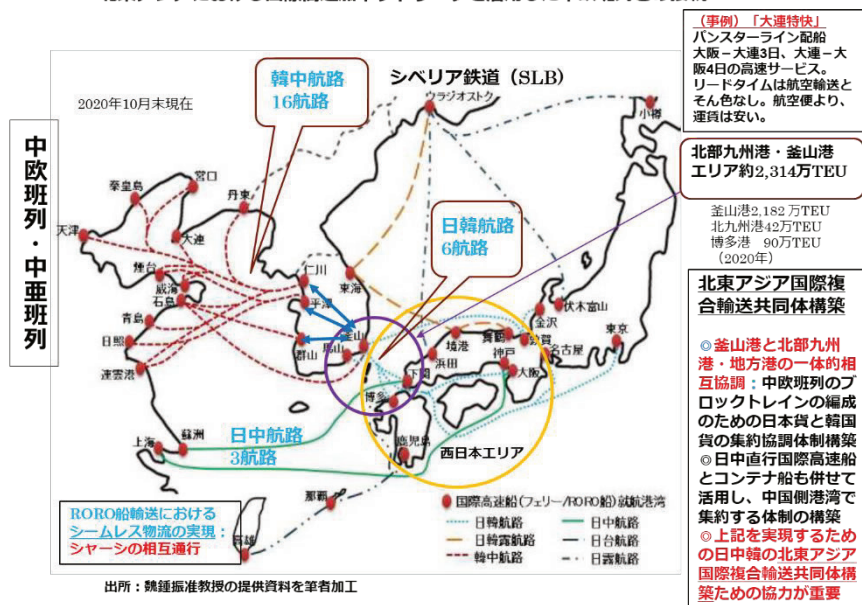 2020年10月末現在
中欧班列・中亜班列
韓中航路
16航路
シベリア鉄道（SLB）
ウラジオストク
小樽
（事例）「大連特快」
パンスターライン配船
大阪－大連3日、大連－大
阪4日の高速サービス。
リードタイムは航空輸送と
そん色なし。航空便より、
運賃は安い。
北部九州港・釜山港
エリア約2,314万TEU
釜山港2,182万TEU
北九州港42万TEU
博多港　90万TEU
（2020年）
日韓航路
6航路
営口
秦皇島
丹東
天津
大連
煙台
威海
石島
青島
日照
連雲港
仁川
平澤
東海
群山
釜山
馬山
伏木富山
金沢
東京
舞鶴
敦賀
境港
名古屋
神戸
大阪
浜田
下関
博多
鹿児島
西日本エリア
上海
蘇洲
日中航路
3航路
那覇
高雄
北東アジア国際複
合輸送共同体構築
◎釜山港と北部九州
港・地方港の一体的相
互協調：中欧班列のブ
ロックトレインの編成
のための日本貨と韓国
貨の集約協調体制構築
◎日中直行国際高速船
とコンテナ船も併せて
活用し、中国側港湾で
集約する体制の構築
◎上記を実現するため
の日中韓の北東アジア
国際複合輸送共同体構
築ための協力が重要
RORO船輸送における
シームレス物流の実現：
シャーシの相互通行
国際高速船（フェリー/RORO船）就航港湾
日韓航路
日中航路
日韓露航路
日台航路
韓中航路
日露航路
出所：魏鍾振准教授の提供資料を筆者加工